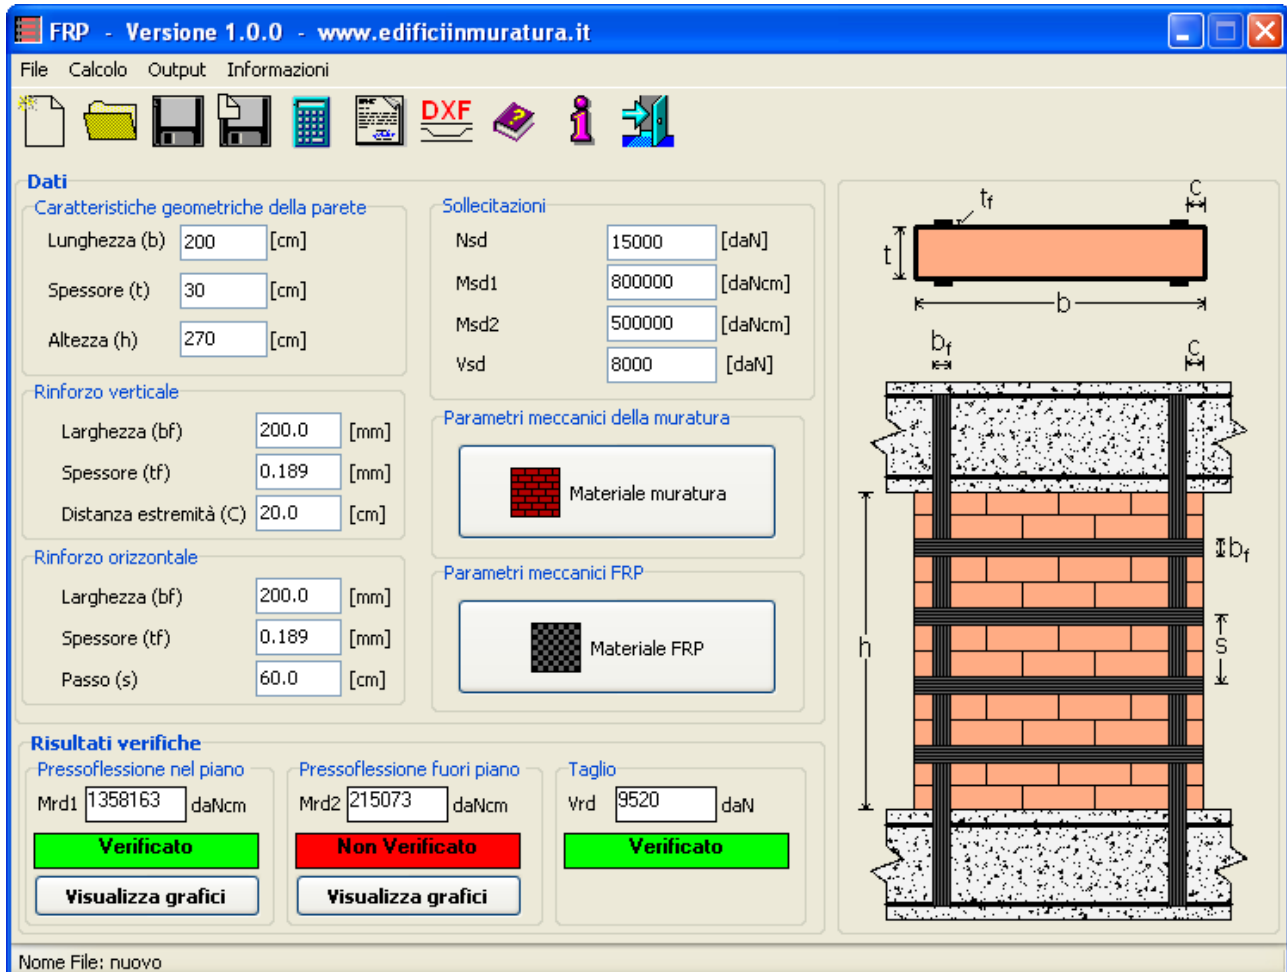 FRP - Versione 1.0.0 - www.edificiinmuratura.it
File Calcolo Output Informazioni
DXF
Dati
Caratteristiche geometriche della parete
Lunghezza (b) 200 [cm]
Spessore (t) 30 [cm]
Altezza (h) 270 [cm]
Sollecitazioni
Nsd 15000 [daN]
Msd1 800000 [daNcm]
Msd2 500000 [daNcm]
Vsd 8000 [daN]
Rinforzo verticale
Larghezza (bf) 200.0 [mm]
Spessore (tf) 0.189 [mm]
Distanza estremità (C) 20.0 [cm]
Parametri meccanici della muratura
Materiale muratura
Rinforzo orizzontale
Larghezza (bf) 200.0 [mm]
Spessore (tf) 0.189 [mm]
Passo (s) 60.0 [cm]
Parametri meccanici FRP
Materiale FRP
tf
c
t
b
bf
c
bf
h
s
Risultati verifiche
Pressoflessione nel piano
Mrd1 1358163 daNcm
Verificato
Visualizza grafici
Pressoflessione fuori piano
Mrd2 215073 daNcm
Non Verificato
Visualizza grafici
Taglio
Vrd 9520 daN
Verificato
Nome File: nuovo